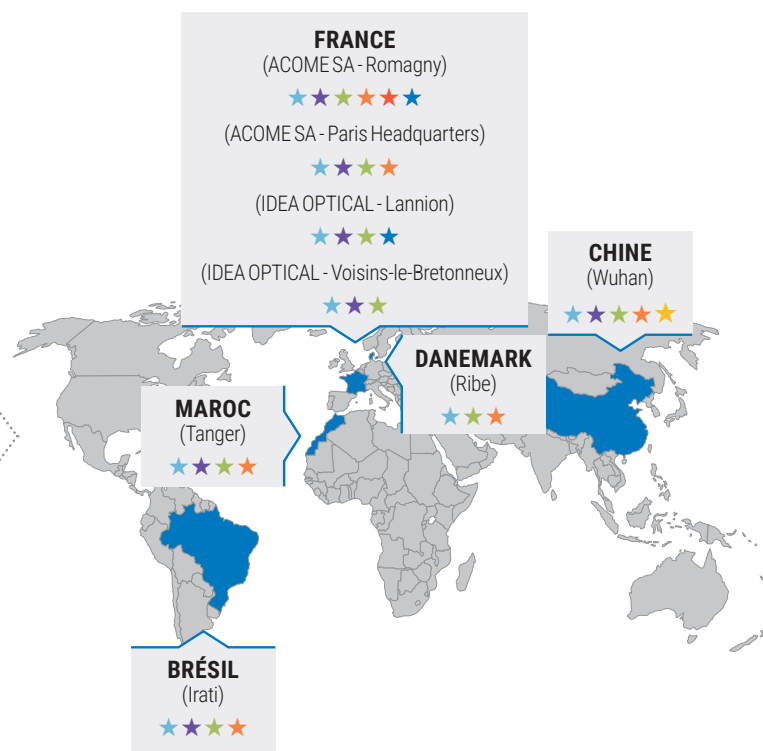 FRANCE
(ACOME SA - Romagny)
(ACOME SA - Paris Headquarters)
(IDEA OPTICAL - Lannion)
(IDEA OPTICAL - Voisins-le-Bretonneux)
CHINE
(Wuhan)
DANEMARK
(Ribe)
MAROC
(Tanger)
BRÉSIL
(Irati)